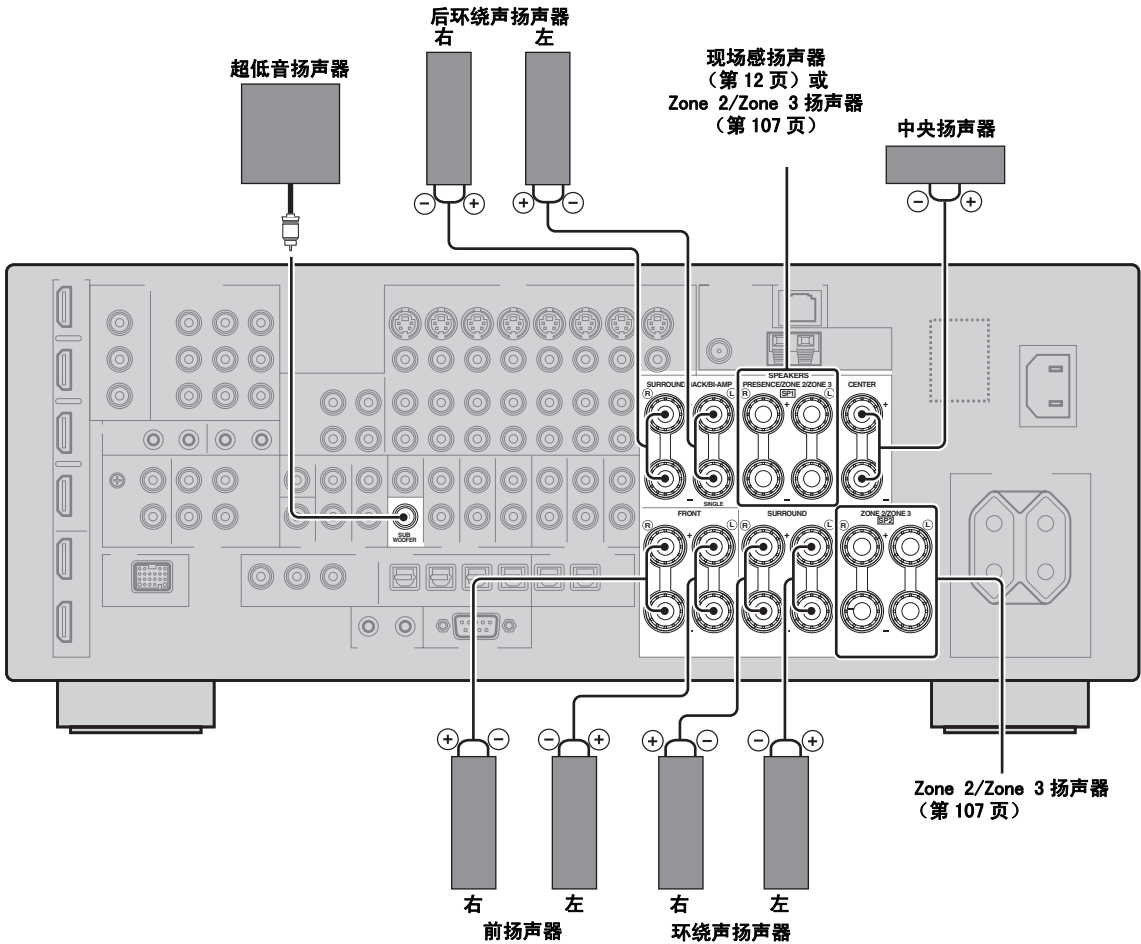 后环绕声扬声器
右 左
超低音扬声器
现场感扬声器
（第 12 页）或
Zone 2/Zone 3 扬声器
（第 107 页）
中央扬声器
− + + −
− +
SPEAKERS
SURROUND BACK/BI-AMP PRESENCE/ZONE 2/ZONE 3 CENTER
R L R SP1 L
+ +
− − −
SINGLE
SUB
WOOFER
FRONT SURROUND ZONE 2/ZONE 3
R L R L R SP2 L
+ + +
- - −
+ − − + + − − +
右 左 右 左
前扬声器 环绕声扬声器
Zone 2/Zone 3 扬声器
（第 107 页）